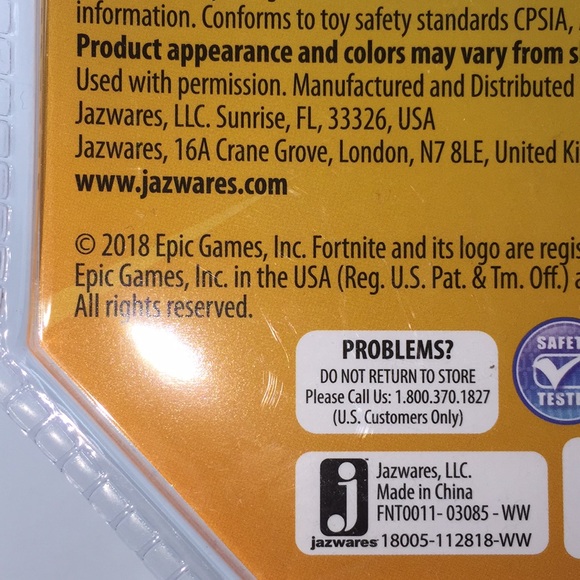 information. Conforms to toy safety standards CPSIA,
Product appearance and colors may vary from
Used with permission. Manufactured and Distributed
Jazwares, LLC. Sunrise, FL, 33326, USA
Jazwares, 16A Crane Grove, London, N7 8LE, United Ki
www.jazwares.com
© 2018 Epic Games, Inc. Fortnite and its logo are regis
Epic Games, Inc. in the USA (Reg. U.S. Pat. & Tm. Off.) a
All rights reserved.
PROBLEMS?
DO NOT RETURN TO STORE
Please Call Us: 1.800.370.1827
(U.S. Customers Only)
SAFET
TESTE
j
jazwares
Jazwares, LLC.
Made in China
FNT0011- 03085 - WW
18005-112818-WW